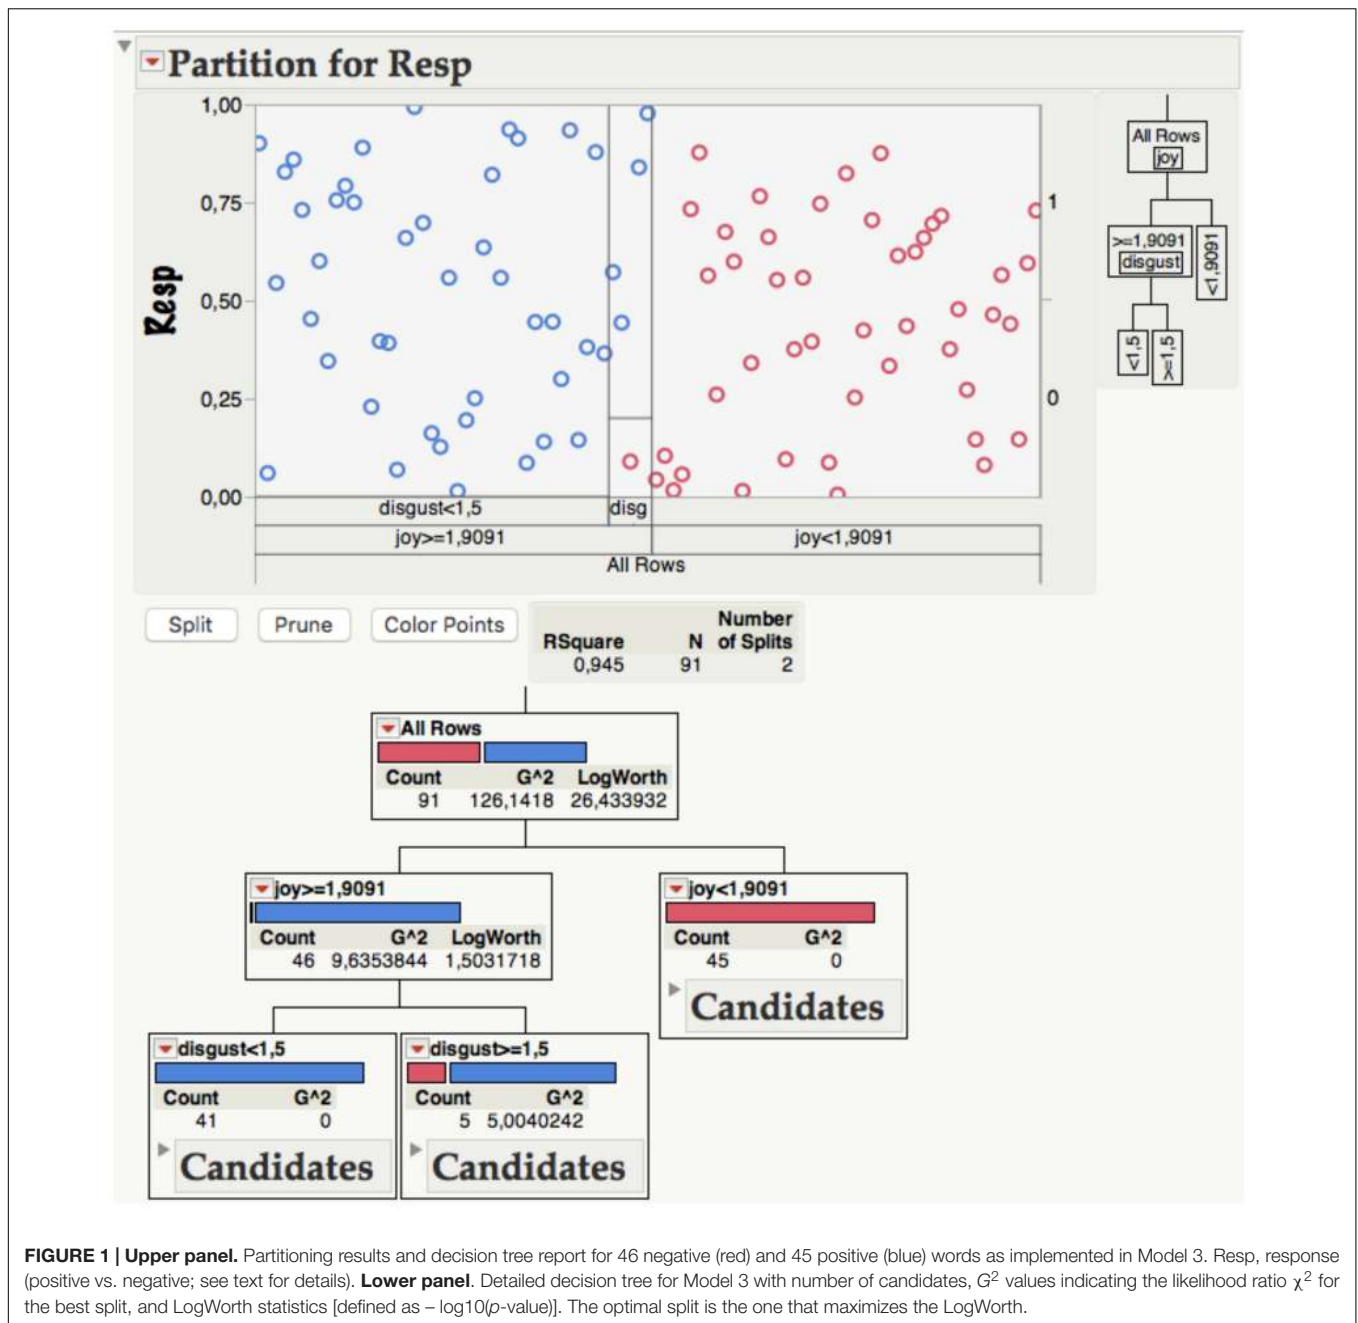 Partition for Resp
1,00
0,75
0,50
0,25
0,00
Resp
1
0
disgust<1,5
disg
joy>=1,9091
joy<1,9091
All Rows
All Rows
joy
>=1,9091
disgust
<1,9091
<1,5
>=1,5
Split
Prune
Color Points
Number
RSquare N of Splits
0,945 91 2
All Rows
Count G^2 LogWorth
91 126,1418 26,433932
joy>=1,9091
Count G^2 LogWorth
46 9,6353844 1,5031718
joy<1,9091
Count G^2
45 0
Candidates
disgust<1,5
Count G^2
41 0
Candidates
disgust>=1,5
Count G^2
5 5,0040242
Candidates
FIGURE 1 | Upper panel. Partitioning results and decision tree report for 46 negative (red) and 45 positive (blue) words as implemented in Model 3. Resp, response
(positive vs. negative; see text for details). Lower panel. Detailed decision tree for Model 3 with number of candidates, G² values indicating the likelihood ratio χ² for
the best split, and LogWorth statistics [defined as – log10(p-value)]. The optimal split is the one that maximizes the LogWorth.